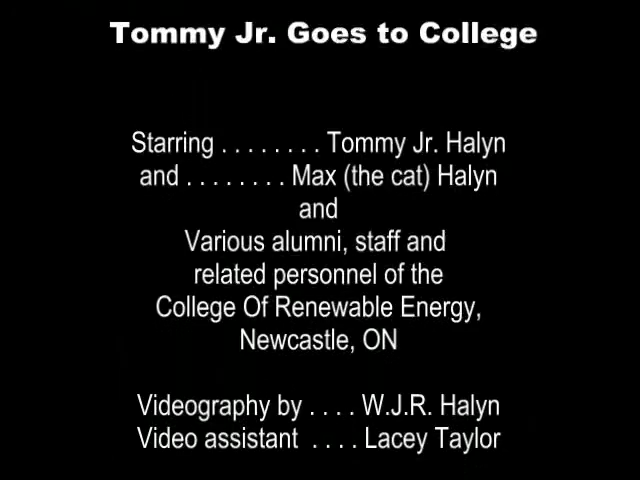 Tommy Jr. Goes to College
Starring . . . . . . . . Tommy Jr. Halyn
and . . . . . . . . Max (the cat) Halyn
and
Various alumni, staff and
related personnel of the
College Of Renewable Energy,
Newcastle, ON
Videography by . . . . W.J.R. Halyn
Video assistant . . . . Lacey Taylor